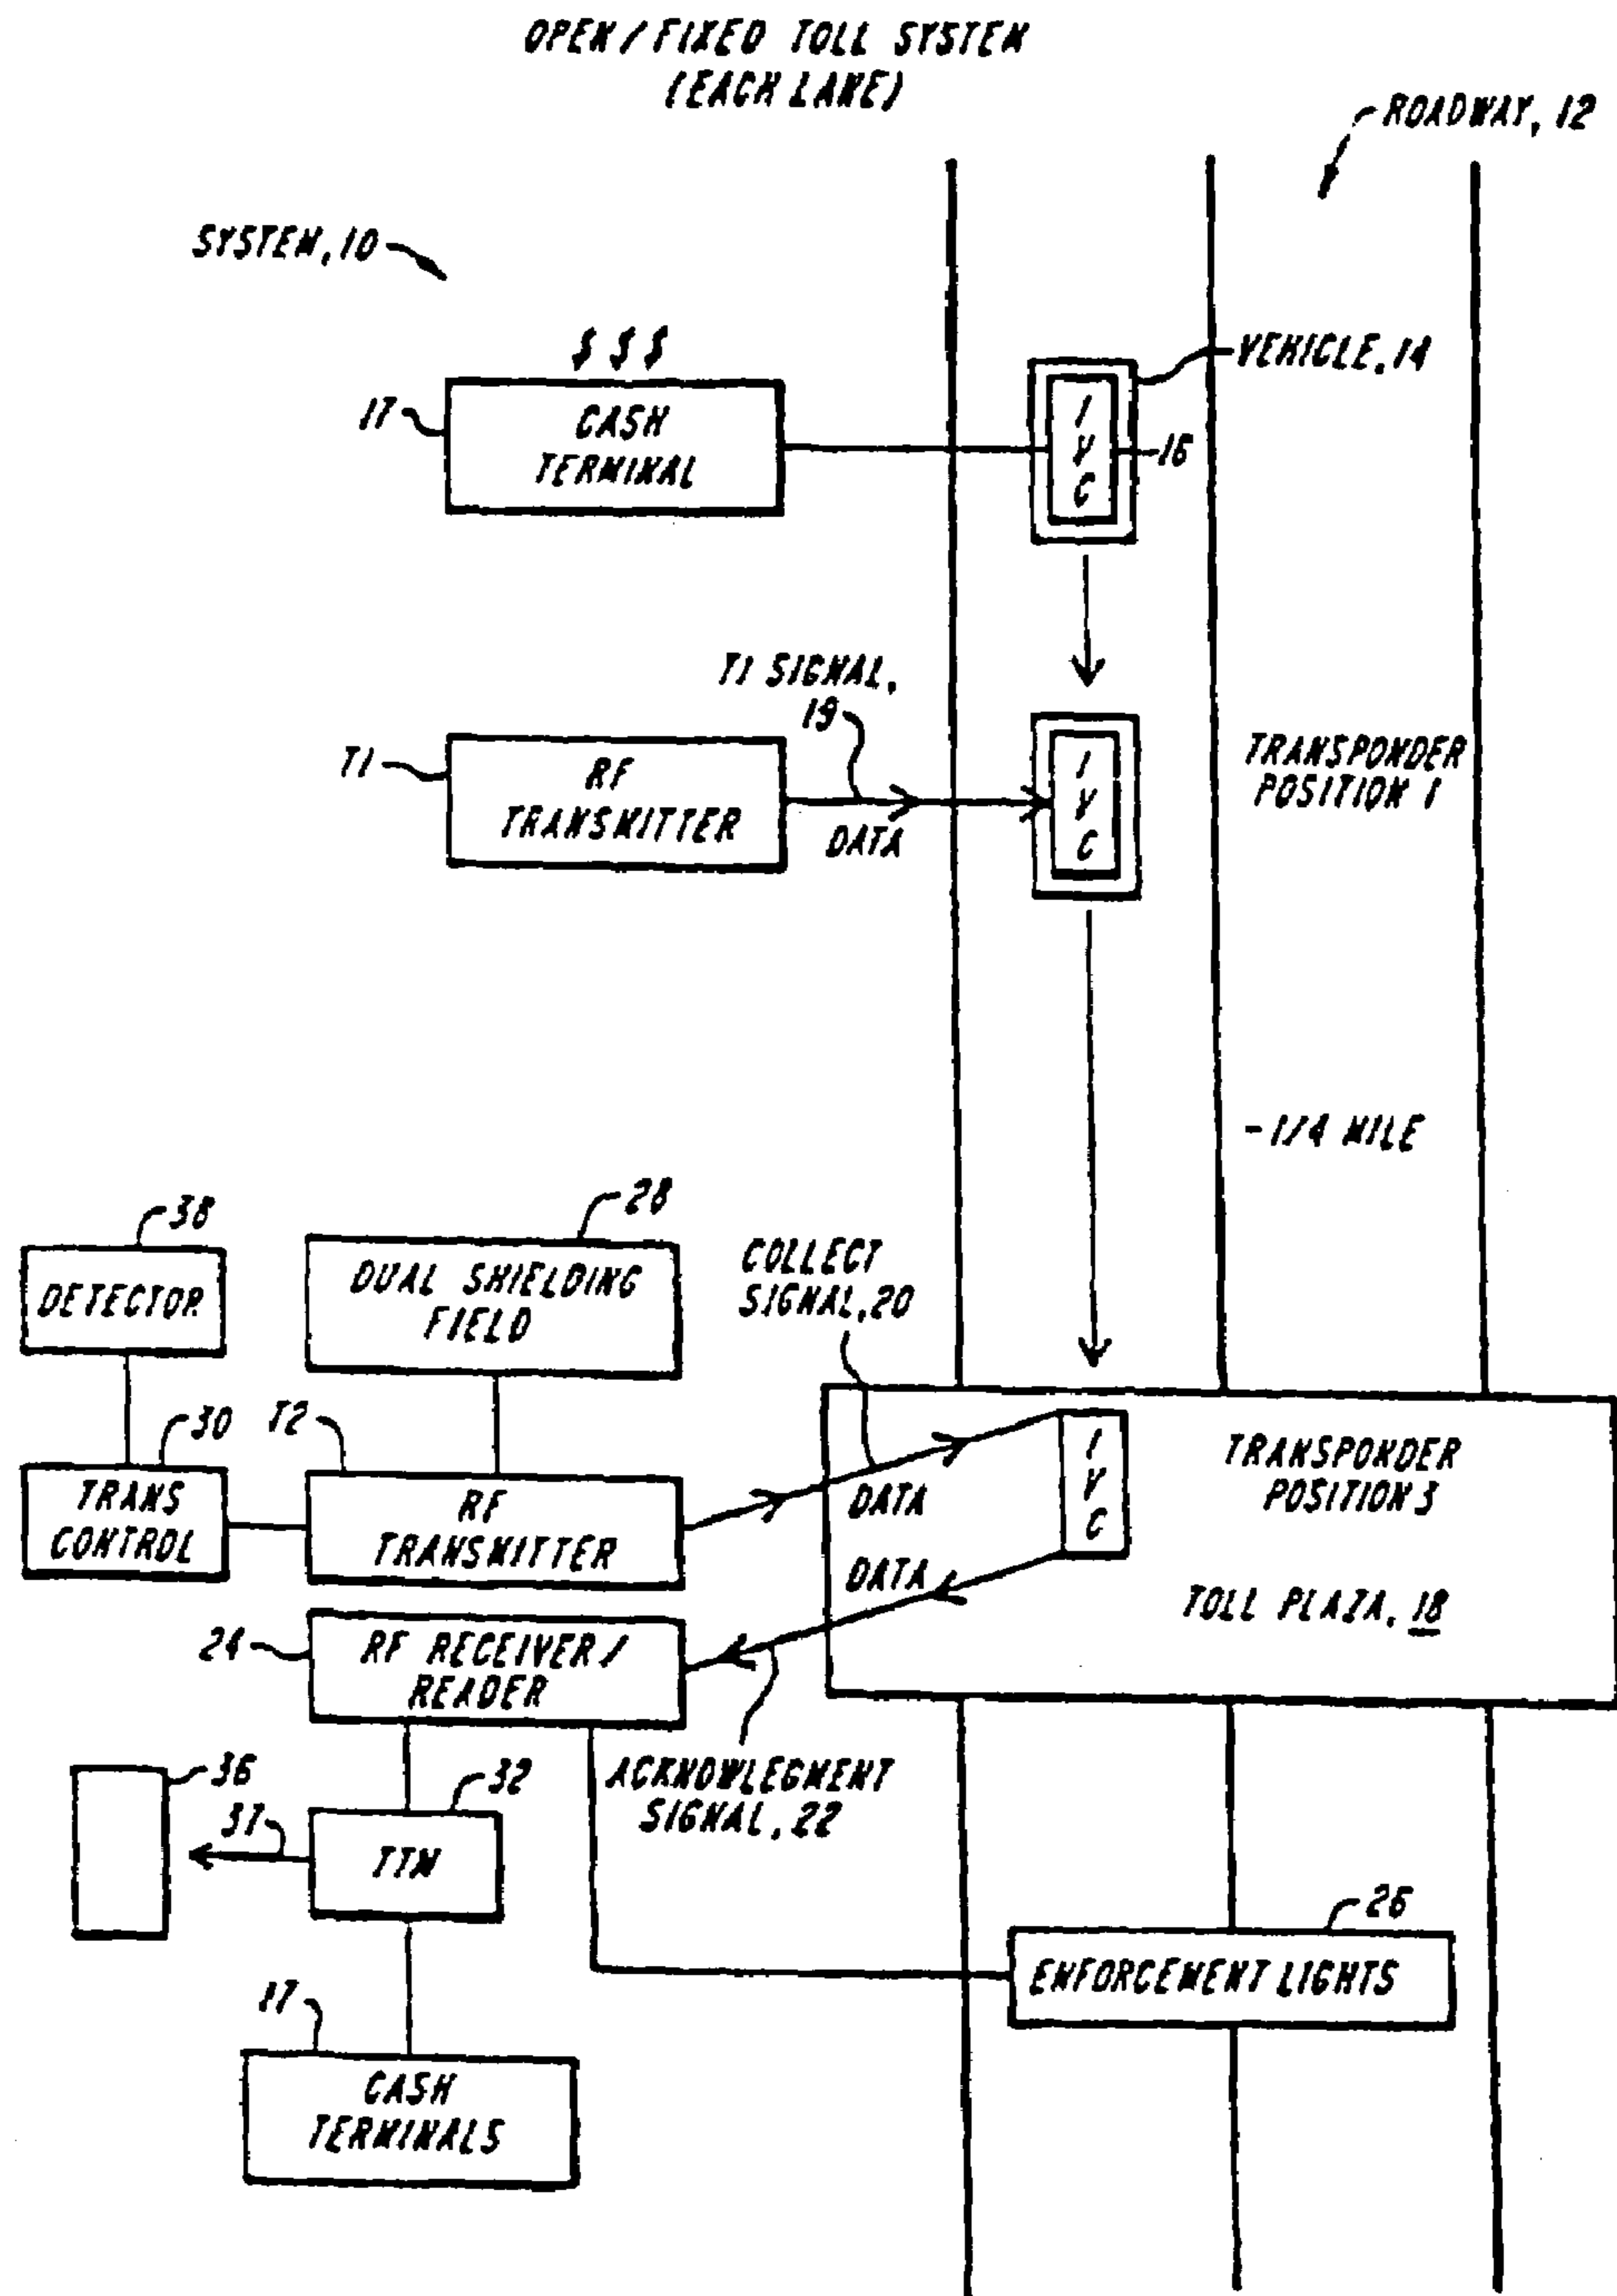 OPEN / FIXED TOLL SYSTEM
(EACH LANE)
ROADWAY, 12
SYSTEM, 10
$ $ $
17
CASH
TERMINAL
VEHICLE, 14
I
V
C
16
T1 SIGNAL,
19
T1
RF
TRANSMITTER
DATA
I
V
C
TRANSPONDER
POSITION 1
~1/4 MILE
38
DETECTOR
28
DUAL SHIELDING
FIELD
COLLECT
SIGNAL, 20
30
TRANS
CONTROL
T2
RF
TRANSMITTER
DATA
I
V
C
TRANSPONDER
POSITION 3
DATA
TOLL PLAZA, 18
24
RF RECEIVER /
READER
ACKNOWLEGMENT
SIGNAL, 22
36
37
32
TTM
26
ENFORCEMENT LIGHTS
17
CASH
TERMINALS